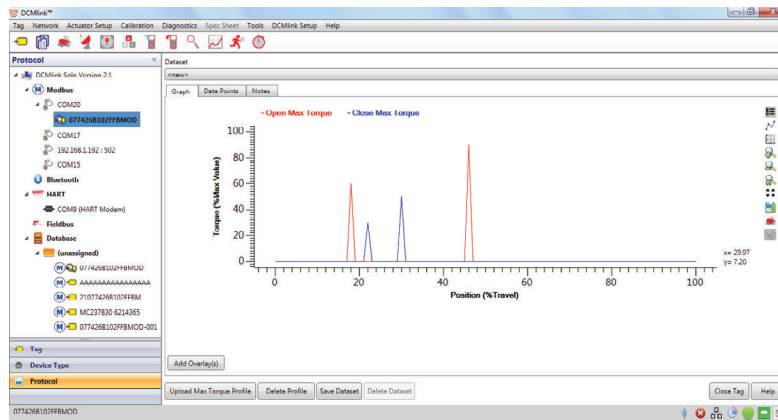 DCMlink™
Tag Network Actuator Setup Calibration Diagnostics Spec Sheet Tools DCMlink Setup Help
Protocol
DCMlink Solo Version 2.1
Modbus
COM20
077426B102FFBMOD
COM17
192.168.1.192 : 502
COM15
Bluetooth
HART
COM9 (HART Modem)
Fieldbus
Database
(unassigned)
077426B102FFBMOD
AAAAAAAAAAAAAAAA
21077426B102FFBM
MC237830 6214365
077426B102FFBMOD-001
Tag
Device Type
Protocol
Dataset
<new>
Graph Data Points Notes
- Open Max Torque - Close Max Torque
Torque (%Max Value)
100
80
60
40
20
0
0 20 40 60 80 100
Position (%Travel)
x= 29.97
y= 7.20
Add Overlay(s)
Upload Max Torque Profile Delete Profile Save Dataset Delete Dataset Close Tag Help
077426B102FFBMOD